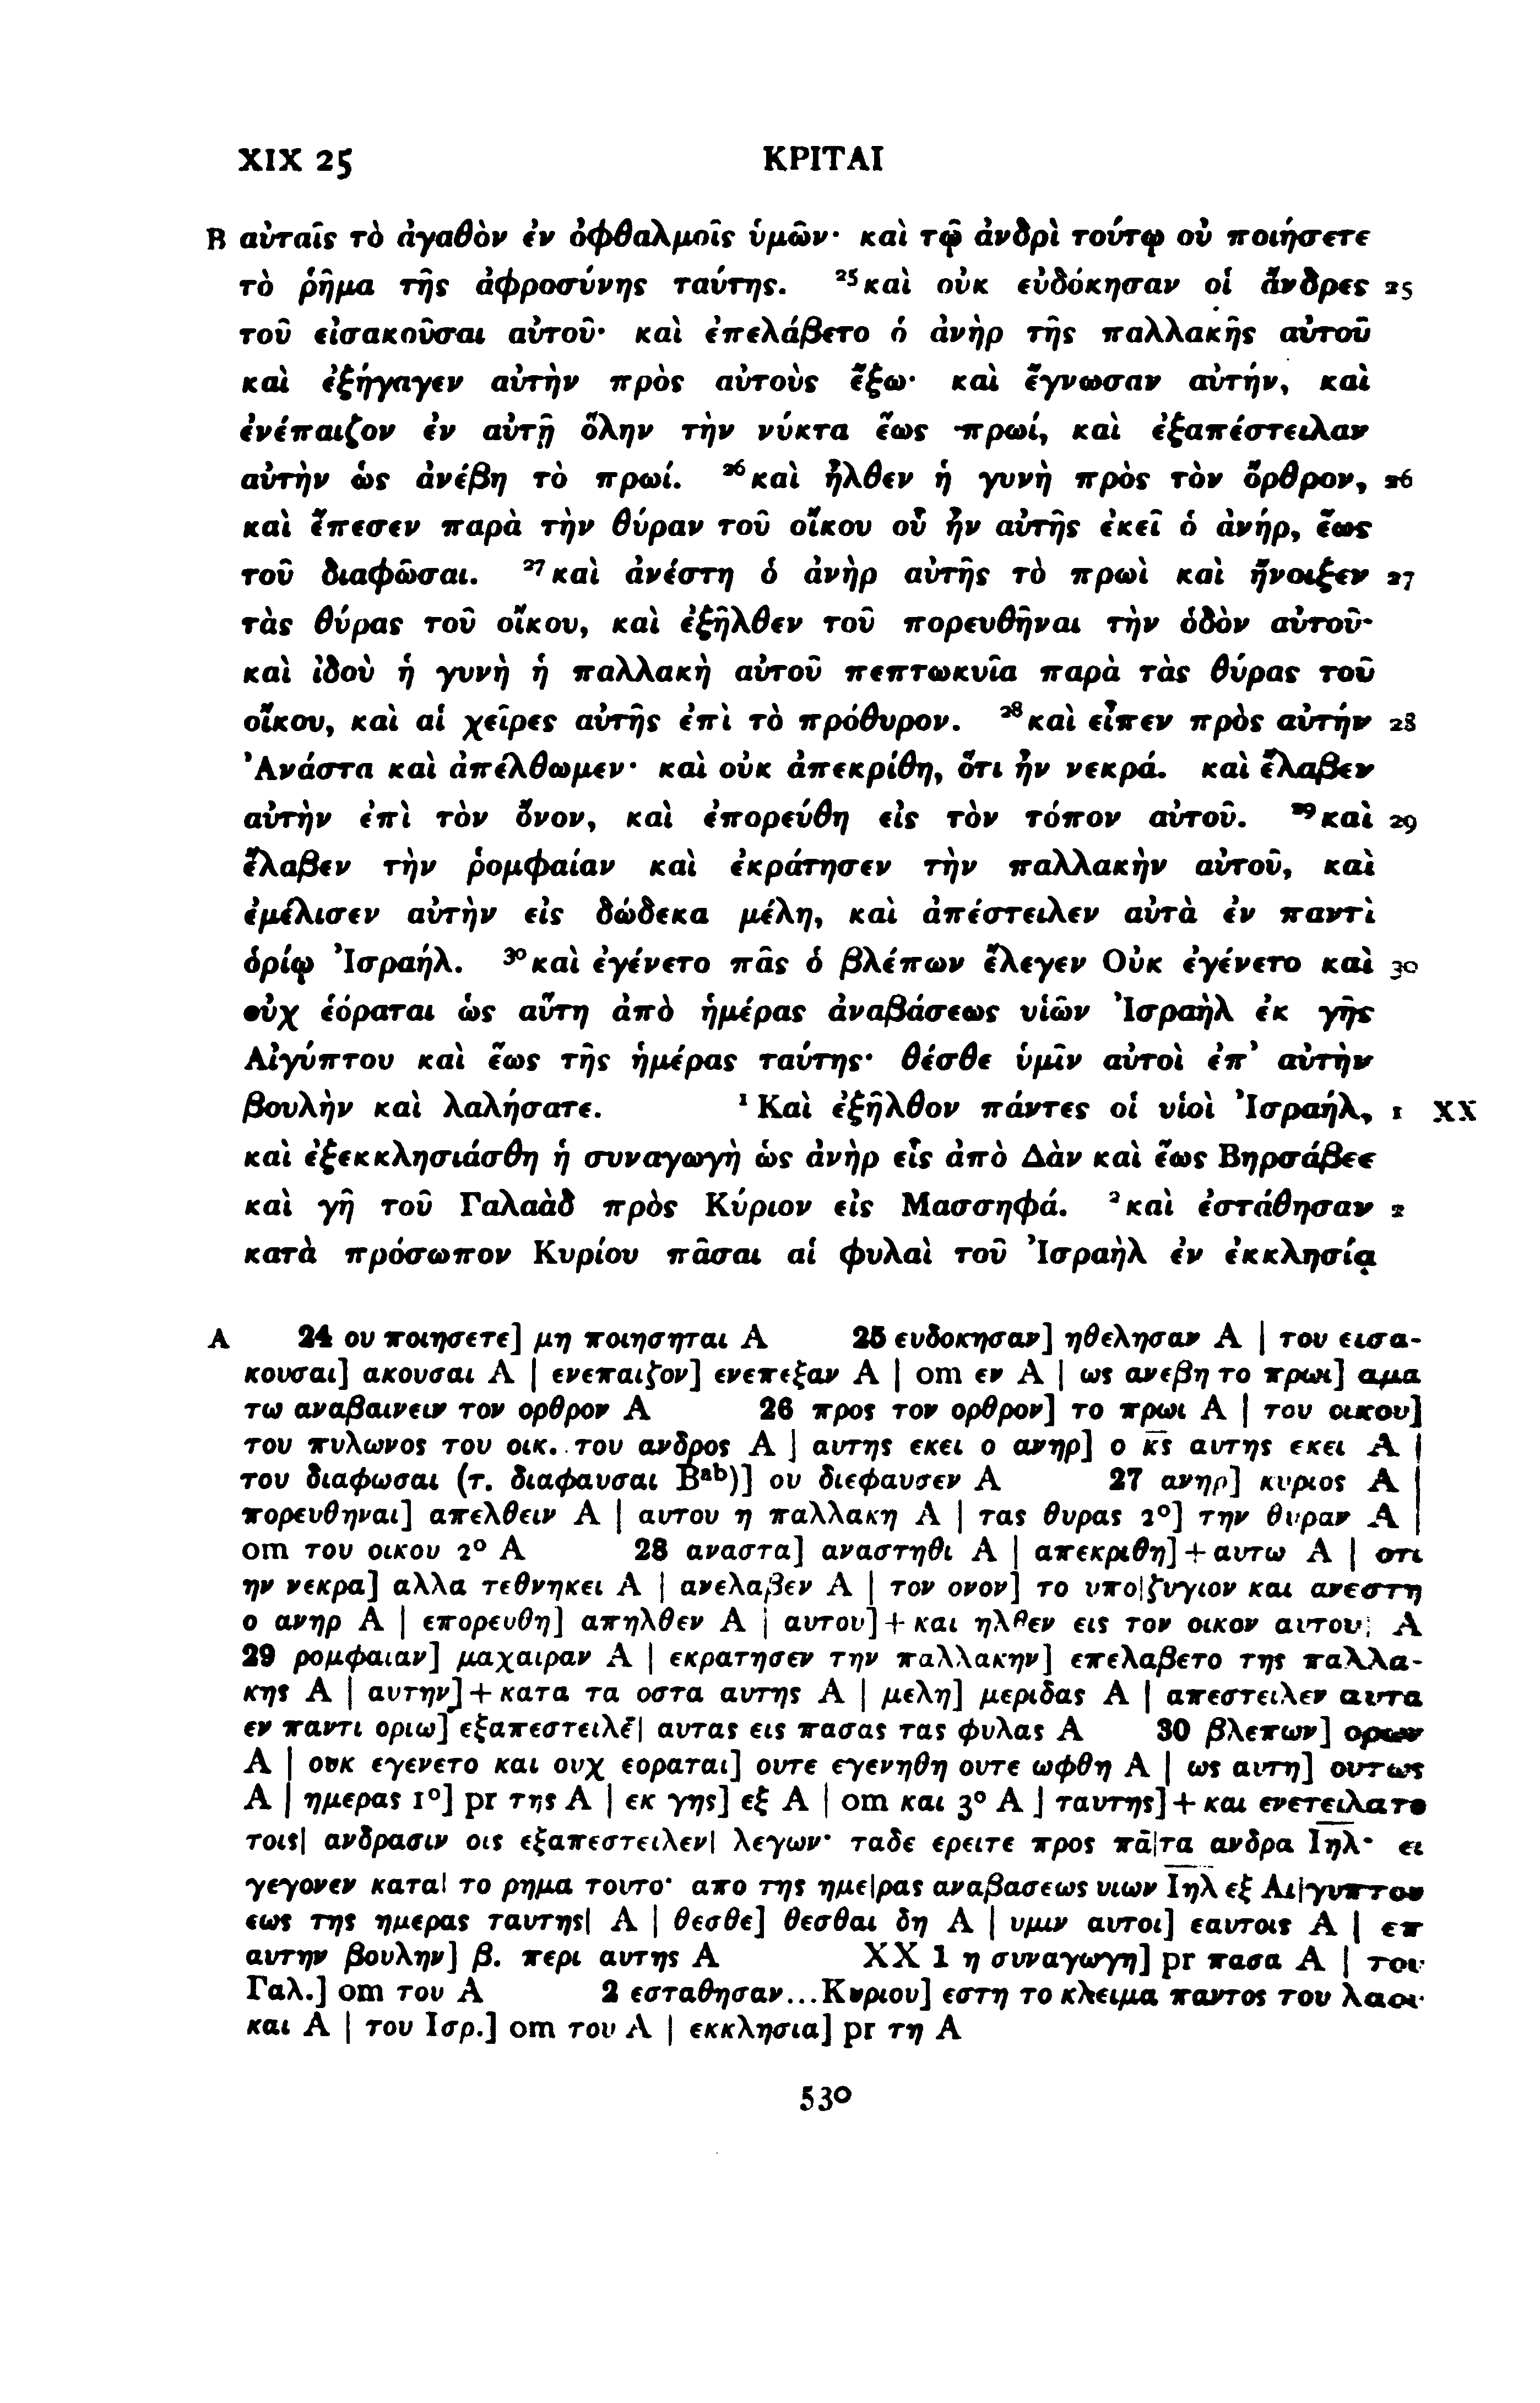 XIX 25 ΚΡΙΤΑΙ
B αὐταῖς τὸ ἀγαθὸν ἐν ὀφθαλμοῖς ὑμῶν· καὶ τῷ ἀνδρὶ τούτῳ οὐ ποιήσετε
τὸ ῥῆμα τῆς ἀφροσύνης ταύτης. ²⁵καὶ οὐκ εὐδόκησαν οἱ ἄνδρες 25
τοῦ εἰσακοῦσαι αὐτοῦ· καὶ ἐπελάβετο ὁ ἀνὴρ τῆς παλλακῆς αὐτοῦ
καὶ ἐξήγαγεν αὐτὴν πρὸς αὐτοὺς ἔξω· καὶ ἔγνωσαν αὐτήν, καὶ
ἐνέπαιζον ἐν αὐτῇ ὅλην τὴν νύκτα ἕως πρωί, καὶ ἐξαπέστειλαν
αὐτὴν ὡς ἀνέβη τὸ πρωί. ²⁶καὶ ἦλθεν ἡ γυνὴ πρὸς τὸν ὄρθρον, 26
καὶ ἔπεσεν παρὰ τὴν θύραν τοῦ οἴκου οὗ ἦν αὐτῆς ἐκεῖ ὁ ἀνήρ, ἕως
τοῦ διαφῶσαι. ²⁷καὶ ἀνέστη ὁ ἀνὴρ αὐτῆς τὸ πρωὶ καὶ ἤνοιξεν 27
τὰς θύρας τοῦ οἴκου, καὶ ἐξῆλθεν τοῦ πορευθῆναι τὴν ὁδὸν αὐτοῦ·
καὶ ἰδοὺ ἡ γυνὴ ἡ παλλακὴ αὐτοῦ πεπτωκυῖα παρὰ τὰς θύρας τοῦ
οἴκου, καὶ αἱ χεῖρες αὐτῆς ἐπὶ τὸ πρόθυρον. ²⁸καὶ εἶπεν πρὸς αὐτήν 28
Ἀνάστα καὶ ἀπέλθωμεν· καὶ οὐκ ἀπεκρίθη, ὅτι ἦν νεκρά. καὶ ἔλαβεν
αὐτὴν ἐπὶ τὸν ὄνον, καὶ ἐπορεύθη εἰς τὸν τόπον αὐτοῦ. ²⁹καὶ 29
ἔλαβεν τὴν ῥομφαίαν καὶ ἐκράτησεν τὴν παλλακὴν αὐτοῦ, καὶ
ἐμέλισεν αὐτὴν εἰς δώδεκα μέλη, καὶ ἀπέστειλεν αὐτὰ ἐν παντὶ
ὁρίῳ Ἰσραήλ. ³⁰καὶ ἐγένετο πᾶς ὁ βλέπων ἔλεγεν Οὐκ ἐγένετο καὶ 30
οὐχ ἑόραται ὡς αὕτη ἀπὸ ἡμέρας ἀναβάσεως υἱῶν Ἰσραὴλ ἐκ γῆς
Αἰγύπτου καὶ ἕως τῆς ἡμέρας ταύτης· θέσθε ὑμῖν αὐτοὶ ἐπ᾽ αὐτὴν
βουλὴν καὶ λαλήσατε. ¹Καὶ ἐξῆλθον πάντες οἱ υἱοὶ Ἰσραήλ, 1 XX
καὶ ἐξεκκλησιάσθη ἡ συναγωγὴ ὡς ἀνὴρ εἷς ἀπὸ Δὰν καὶ ἕως Βηρσάβεε
καὶ γῆ τοῦ Γαλαὰδ πρὸς Κύριον εἰς Μασσηφά. ²καὶ ἐστάθησαν 2
κατὰ πρόσωπον Κυρίου πᾶσαι αἱ φυλαὶ τοῦ Ἰσραὴλ ἐν ἐκκλησίᾳ
A 24 ου ποιησετε] μη ποιησηται A 25 ευδοκησαν] ηθελησαν A | του εισα-
κουσαι] ακουσαι A | ενεπαιζον] ενεπεξαν A | om εν A | ως ανεβη το πρωι] αμα
τω αναβαινειν τον ορθρον A 26 προς τον ορθρον] το πρωι A | του οικου]
του πυλωνος του οικ. του ανδρος A | αυτης εκει ο ανηρ] ο κ̅ς̅ αυτης εκει A |
του διαφωσαι (τ. διαφαυσαι Bᵃᵇ)] ου διεφαυσεν A 27 ανηρ] κυριος A |
πορευθηναι] απελθειν A | αυτου η παλλακη A | τας θυρας 2°] την θυραν A |
om του οικου 2° A 28 αναστα] αναστηθι A | απεκριθη]+αυτω A | οτι
ην νεκρα] αλλα τεθνηκει A | ανελαβεν A | τον ονον] το υπο|ζυγιον και ανεστη
ο ανηρ A | επορευθη] απηλθεν A | αυτου]+και ηλθεν εις τον οικον αυτου; A
29 ρομφαιαν] μαχαιραν A | εκρατησεν την παλλακην] επελαβετο της παλλα-
κης A | αυτην]+κατα τα οστα αυτης A | μελη] μεριδας A | απεστειλεν αυτα
εν παντι οριω] εξαπεστειλε̅| αυτας εις πασας τας φυλας A 30 βλεπων] ορων
A | ουκ εγενετο και ουχ εοραται] ουτε εγενηθη ουτε ωφθη A | ως αυτη] ουτως
A | ημερας 1°] pr της A | εκ γης] εξ A | om και 3° A | ταυτης]+και ενετειλατο
τοις| ανδρασιν οις εξαπεστειλεν| λεγων· ταδε ερειτε προς πα̅|τα ανδρα Ι̅η̅λ̅· ει
γεγονεν κατα| το ρημα τουτο· απο της ημε|ρας αναβασεως υιων Ι̅η̅λ̅ εξ Αι|γυπτου
εως της ημερας ταυτης| A | θεσθε] θεσθαι δη A | υμιν αυτοι] εαυτοις A | επ
αυτην βουλην] β. περι αυτης A XX 1 η συναγωγη] pr πασα A | του
Γαλ.] om του A 2 εσταθησαν...Κυριου] εστη το κλειμα παντος του λαου
και A | του Ισρ.] om του A | εκκλησια] pr τη A
530